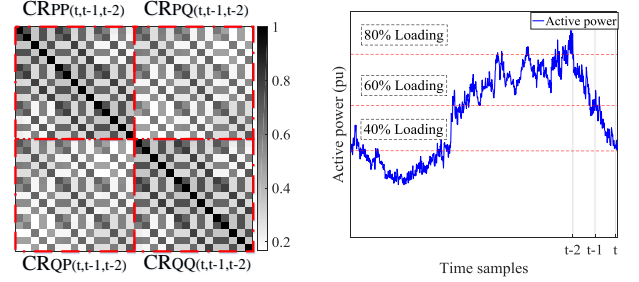 CRPP(t,t-1,t-2) CRPQ(t,t-1,t-2)
1
0.8
0.6
0.4
0.2
CRQP(t,t-1,t-2) CRQQ(t,t-1,t-2)
Active power
80% Loading
60% Loading
40% Loading
Active power (pu)
t-2 t-1 t
Time samples